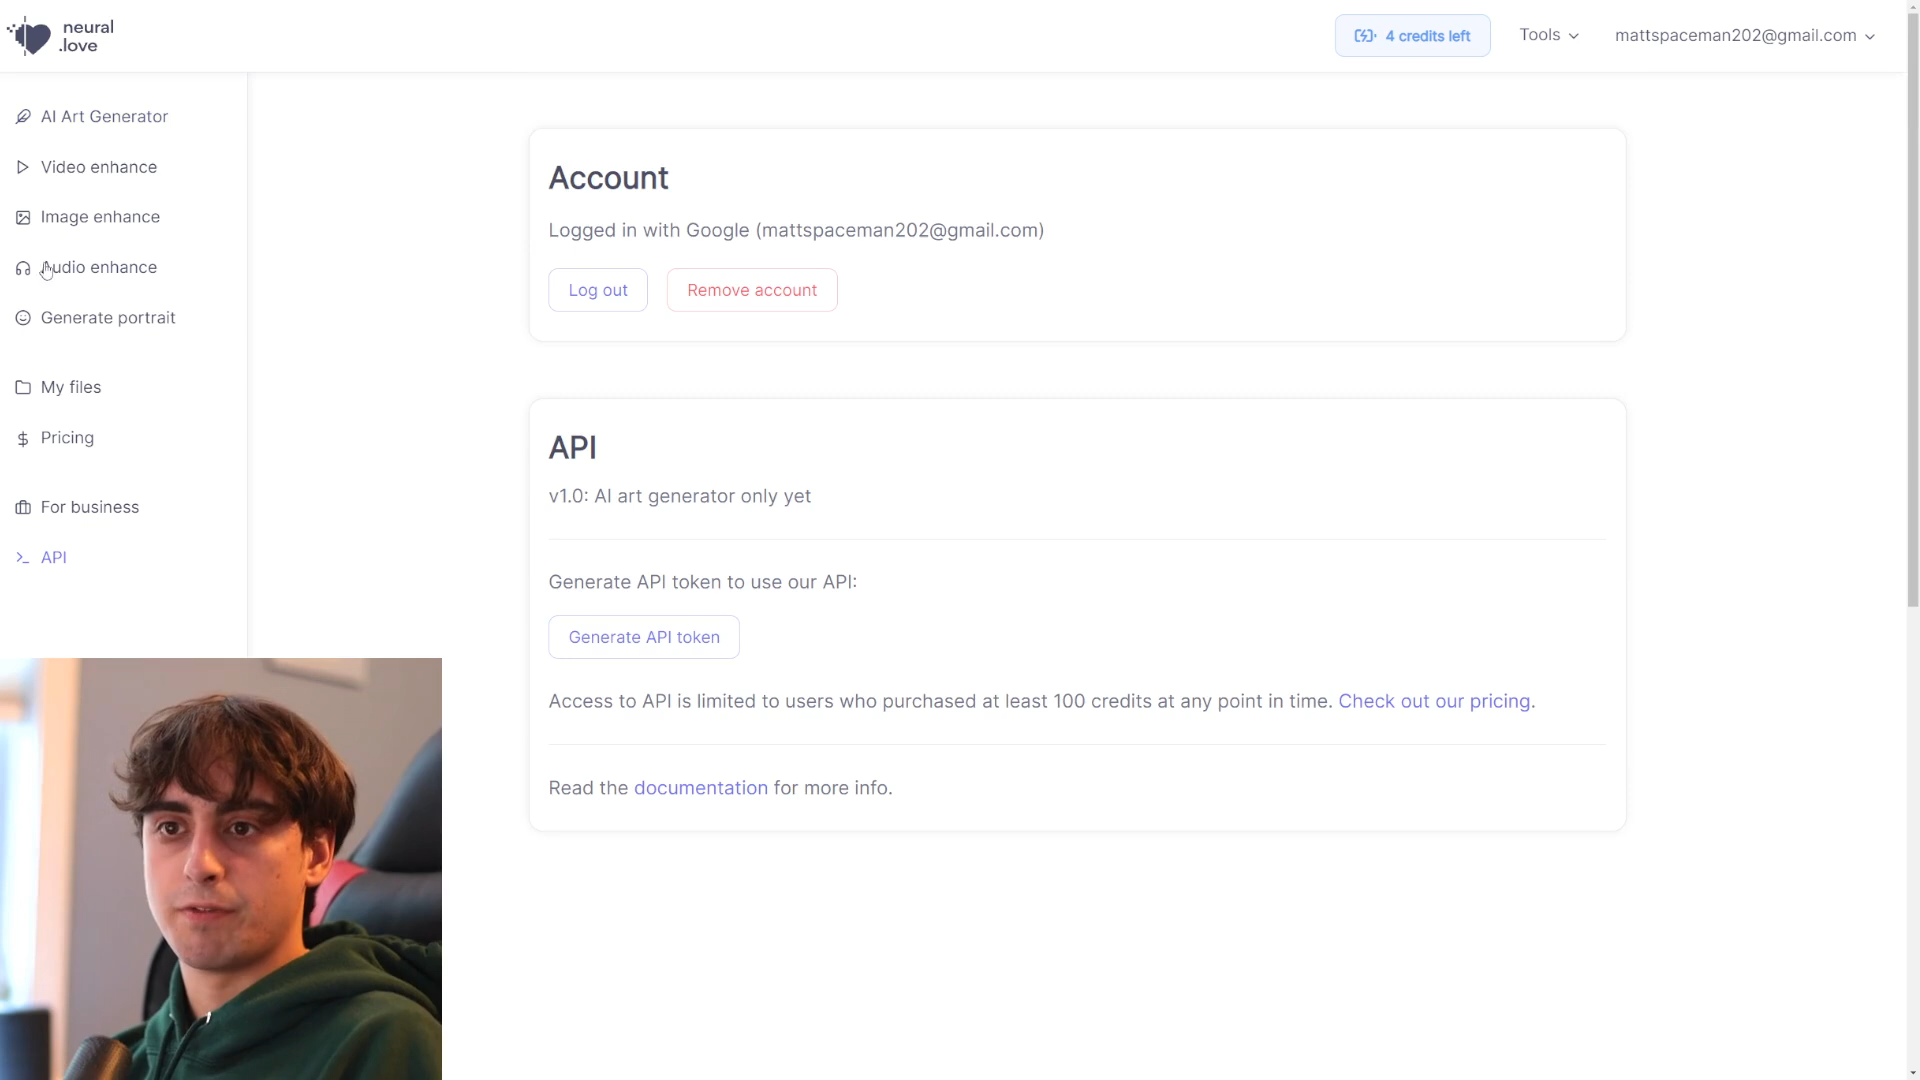 neural
.love
4 credits left
Tools
mattspaceman202@gmail.com
AI Art Generator
Video enhance
Image enhance
Audio enhance
Generate portrait
My files
Pricing
For business
API
Account
Logged in with Google (mattspaceman202@gmail.com)
Log out
Remove account
API
v1.0: AI art generator only yet
Generate API token to use our API:
Generate API token
Access to API is limited to users who purchased at least 100 credits at any point in time. Check out our pricing.
Read the documentation for more info.